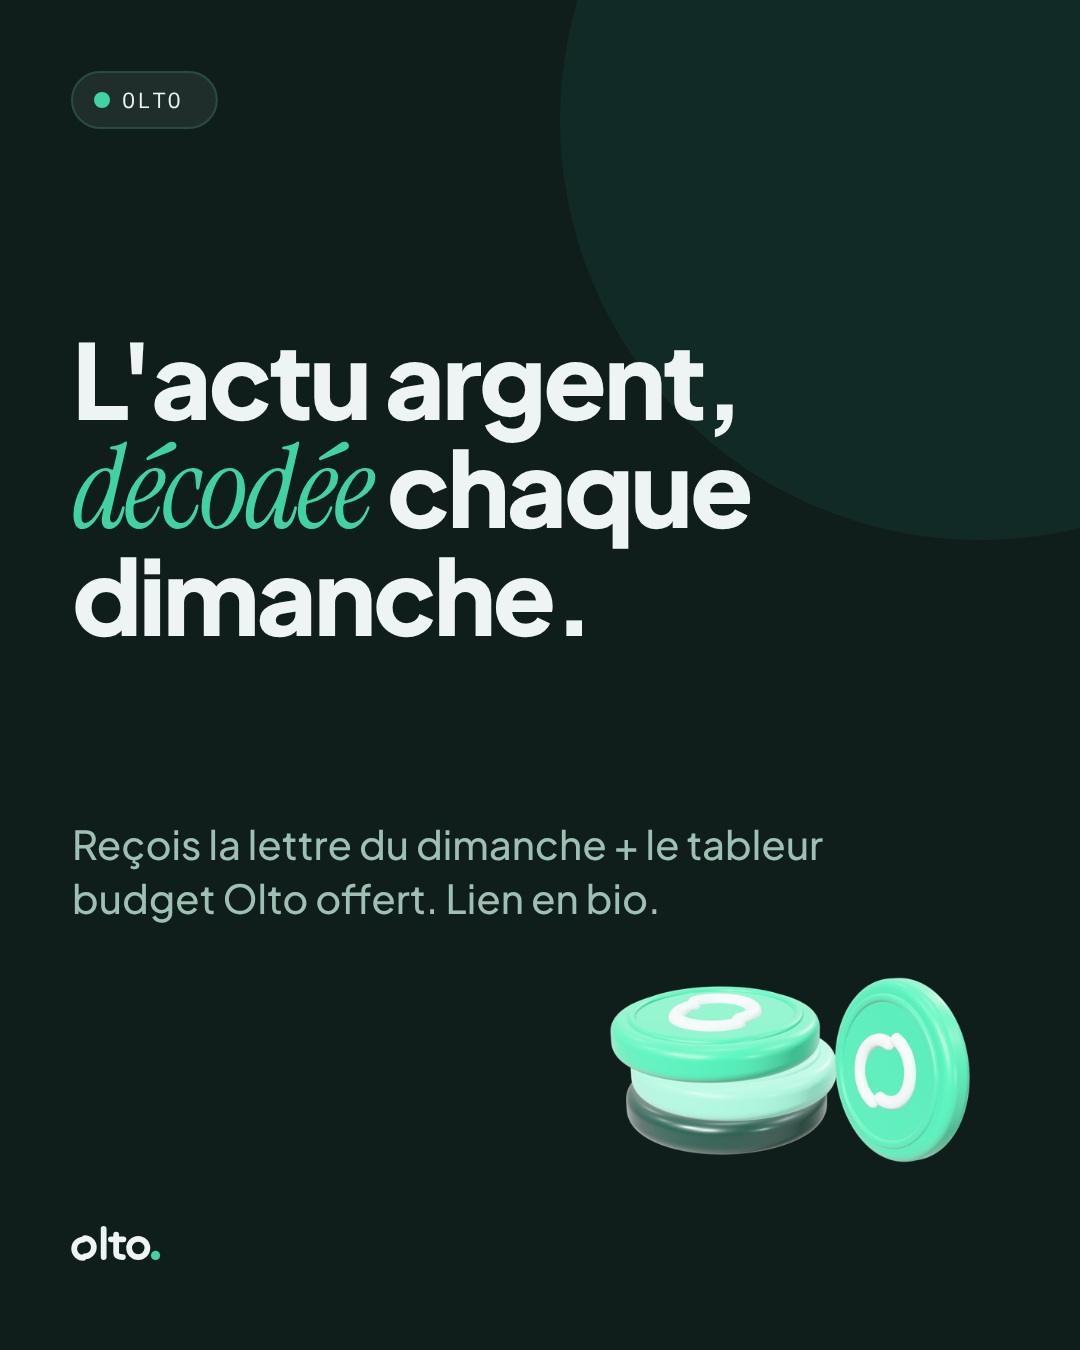 OLTO
L'actu argent,
décodée chaque
dimanche.
Reçois la lettre du dimanche + le tableur
budget Olto offert. Lien en bio.
olto.